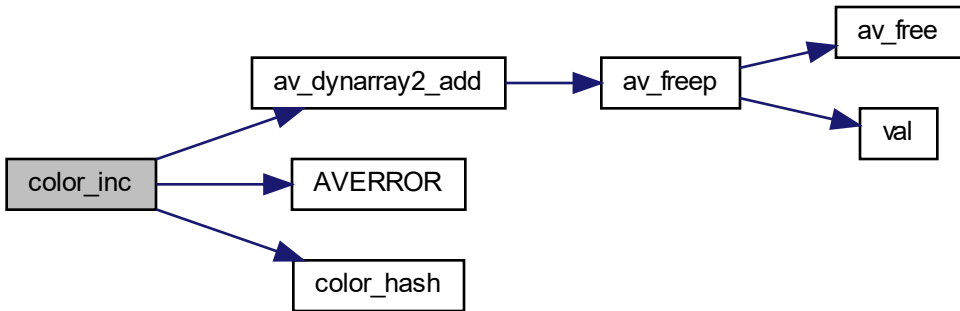 color_inc
av_dynarray2_add
AVERROR
color_hash
av_freep
av_free
val